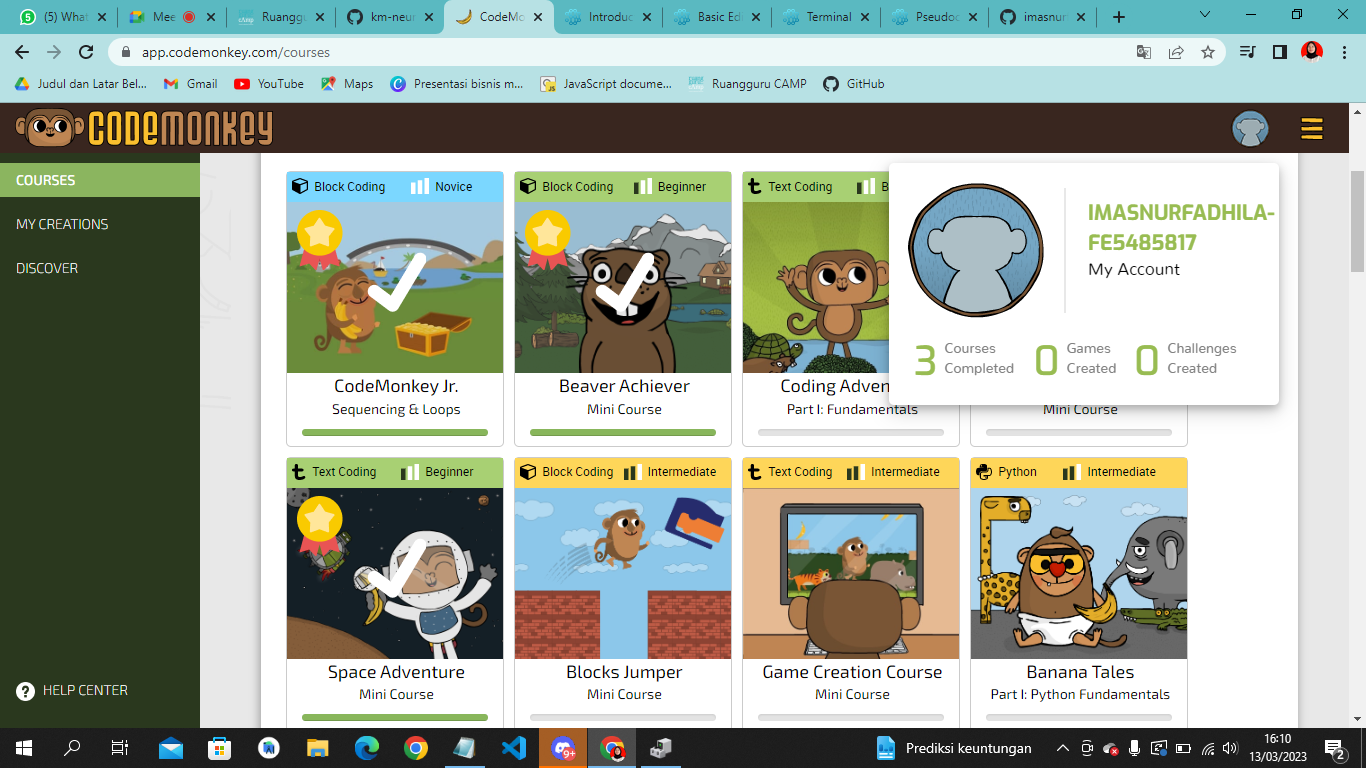 (5) What
Mee
Ruanggu
km-neur
CodeMo
Introduc
Basic Ed
Terminal
Pseudoc
imasnur
app.codemonkey.com/courses
Judul dan Latar Bel...
Gmail
YouTube
Maps
Presentasi bisnis m...
JavaScript docume...
Ruangguru CAMP
GitHub
CODEMONKEY
COURSES
MY CREATIONS
DISCOVER
HELP CENTER
Block Coding Novice
CodeMonkey Jr.
Sequencing & Loops
Block Coding Beginner
Beaver Achiever
Mini Course
Text Coding B
Coding Adven
Part I: Fundamentals
Mini Course
IMASNURFADHILA-
FE5485817
My Account
3 Courses
Completed
0 Games
Created
0 Challenges
Created
Text Coding Beginner
Space Adventure
Mini Course
Block Coding Intermediate
Blocks Jumper
Mini Course
Text Coding Intermediate
Game Creation Course
Mini Course
Python Intermediate
Banana Tales
Part I: Python Fundamentals
9+
Prediksi keuntungan
16:10
13/03/2023
2